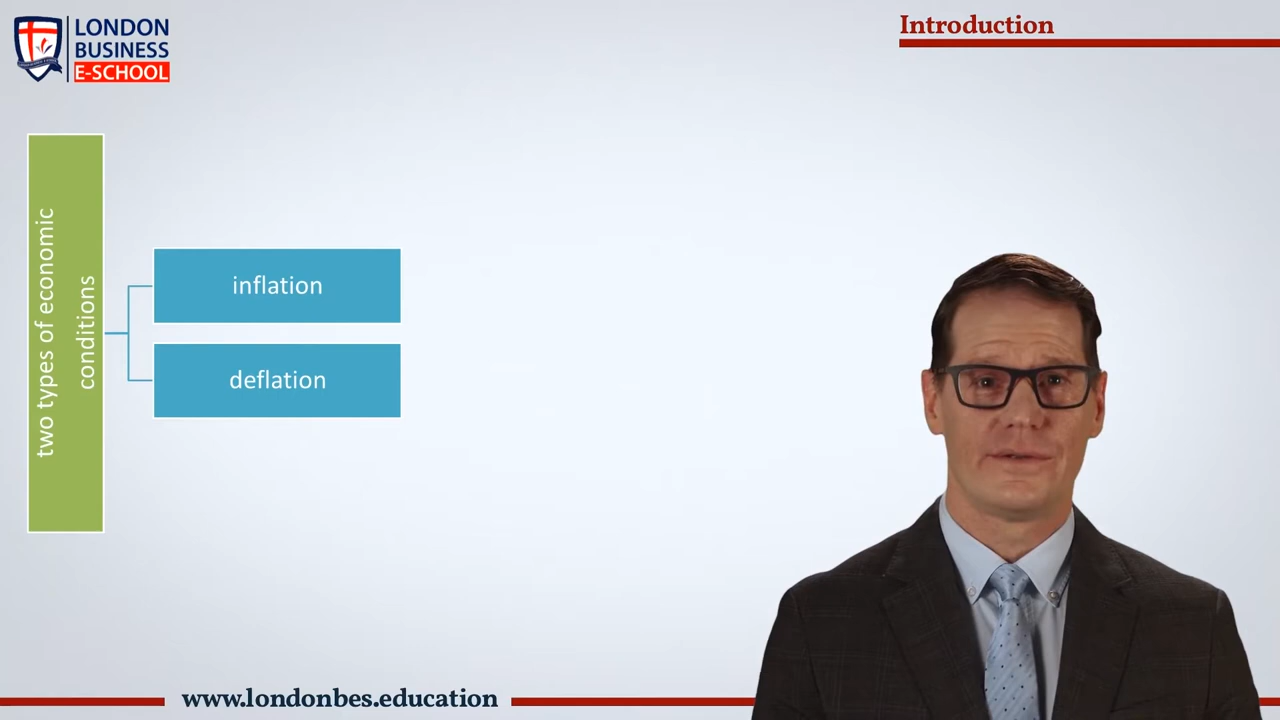 LONDON
BUSINESS
E-SCHOOL
Introduction
two types of economic
conditions
inflation
deflation
www.londonbes.education